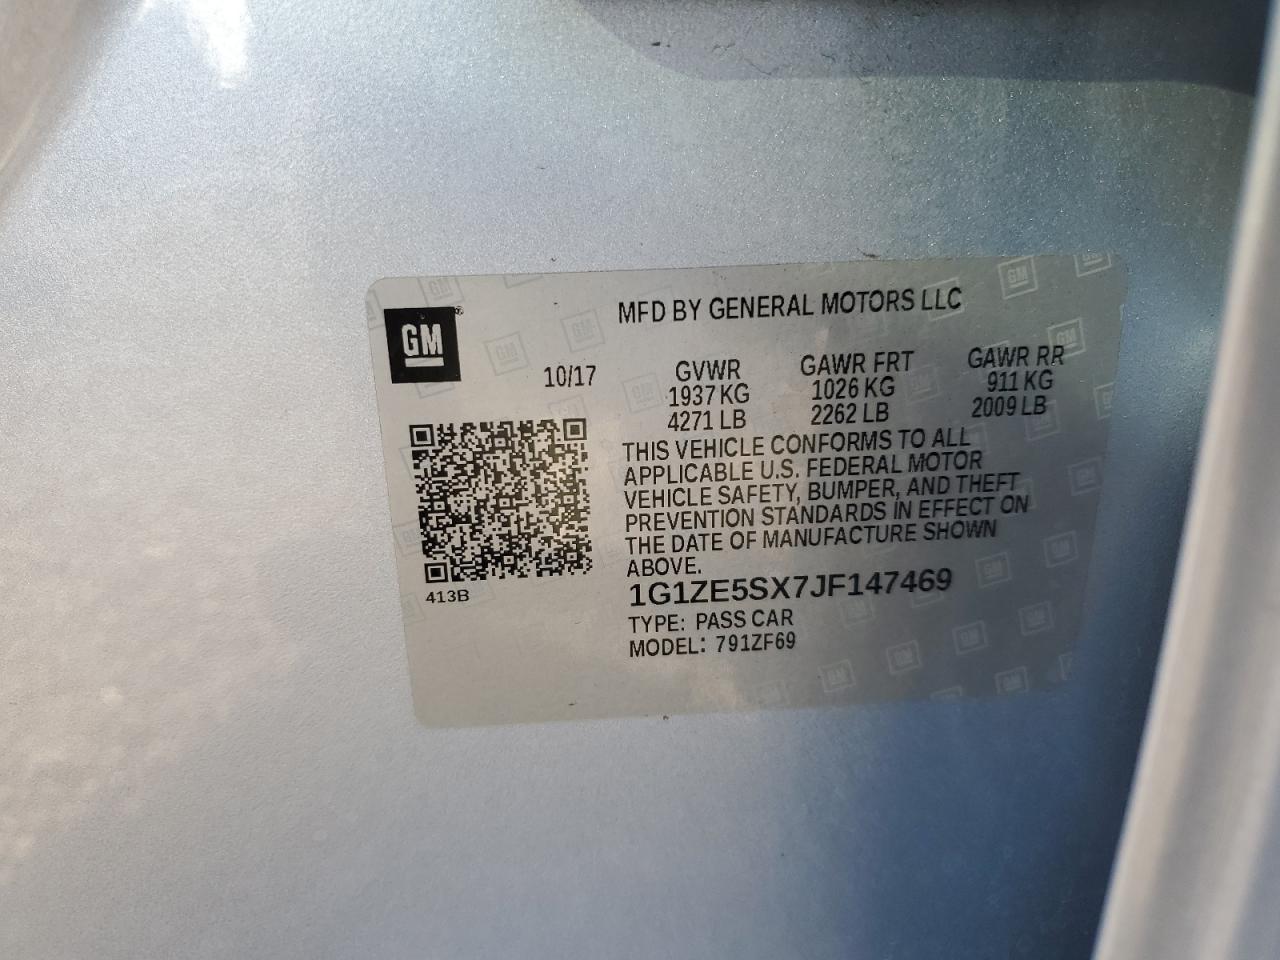 GM
MFD BY GENERAL MOTORS LLC
10/17
GVWR GAWR FRT GAWR RR
1937 KG 1026 KG 911 KG
4271 LB 2262 LB 2009 LB
THIS VEHICLE CONFORMS TO ALL
APPLICABLE U.S. FEDERAL MOTOR
VEHICLE SAFETY, BUMPER, AND THEFT
PREVENTION STANDARDS IN EFFECT ON
THE DATE OF MANUFACTURE SHOWN
ABOVE.
413B
1G1ZE5SX7JF147469
TYPE: PASS CAR
MODEL: 791ZF69